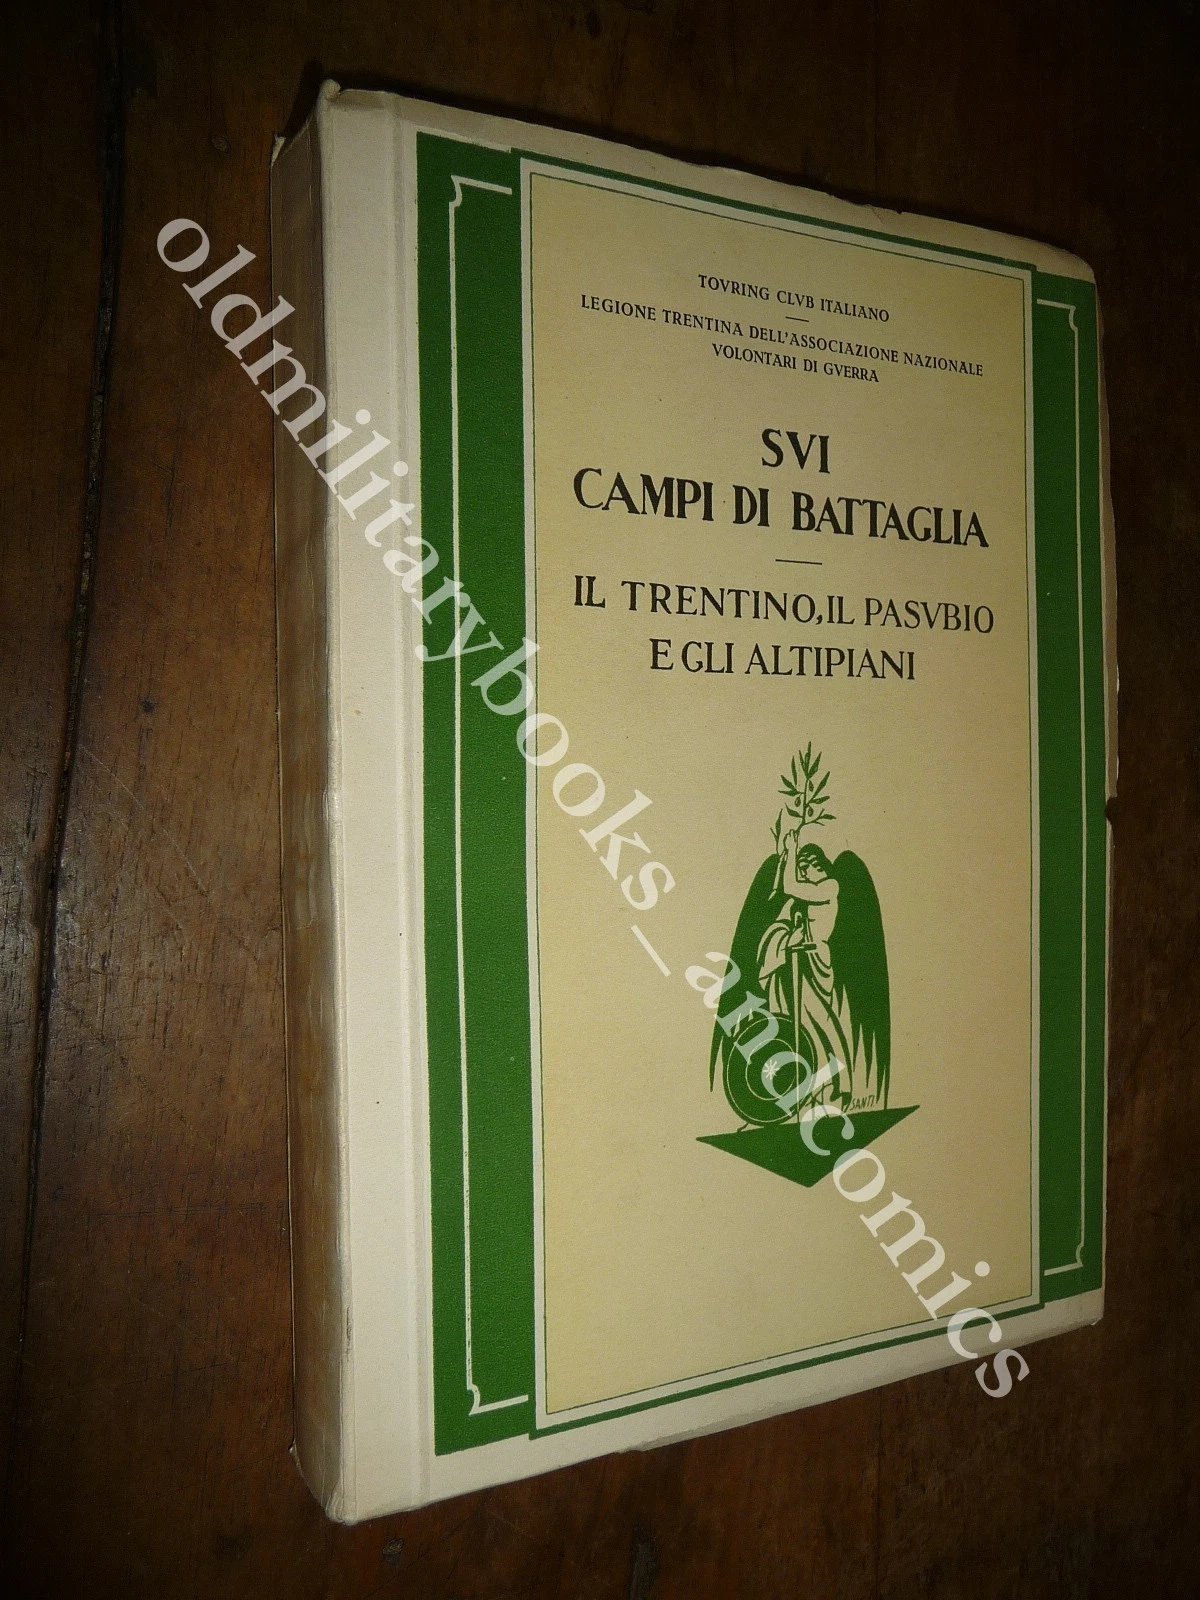 TOVRING CLVB ITALIANO
LEGIONE TRENTINA DELL'ASSOCIAZIONE NAZIONALE
VOLONTARI DI GVERRA
SVI
CAMPI DI BATTAGLIA
IL TRENTINO, IL PASVBIO
E GLI ALTIPIANI
SANTI
oldmilitarybooks_andcomics